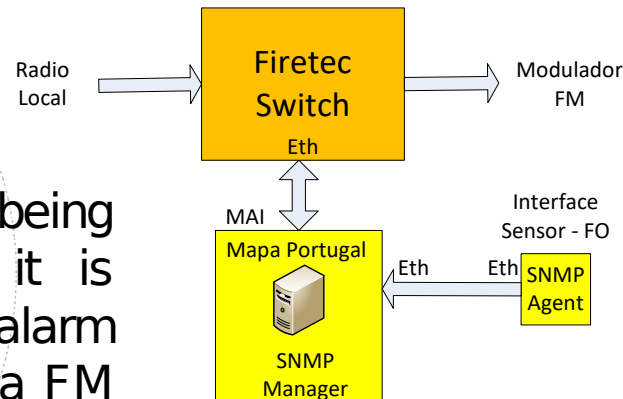 Radio
Local
Firetec
Switch
Eth
Modulador
FM
being
it is
alarm
a FM
MAI
Mapa Portugal
SNMP
Manager
Eth
Eth
Interface
Sensor - FO
SNMP
Agent